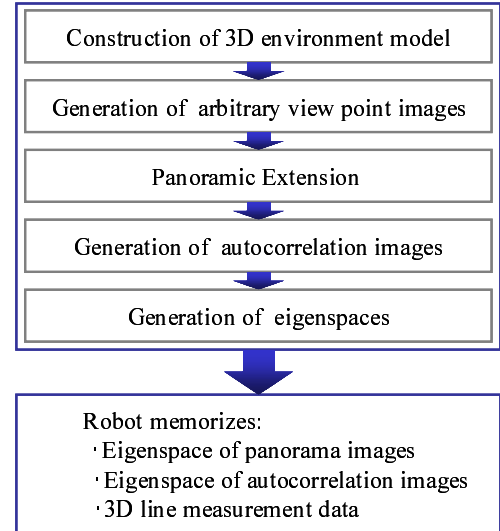 Construction of 3D environment model
Generation of arbitrary view point images
Panoramic Extension
Generation of autocorrelation images
Generation of eigenspaces
Robot memorizes:
・Eigenspace of panorama images
・Eigenspace of autocorrelation images
・3D line measurement data